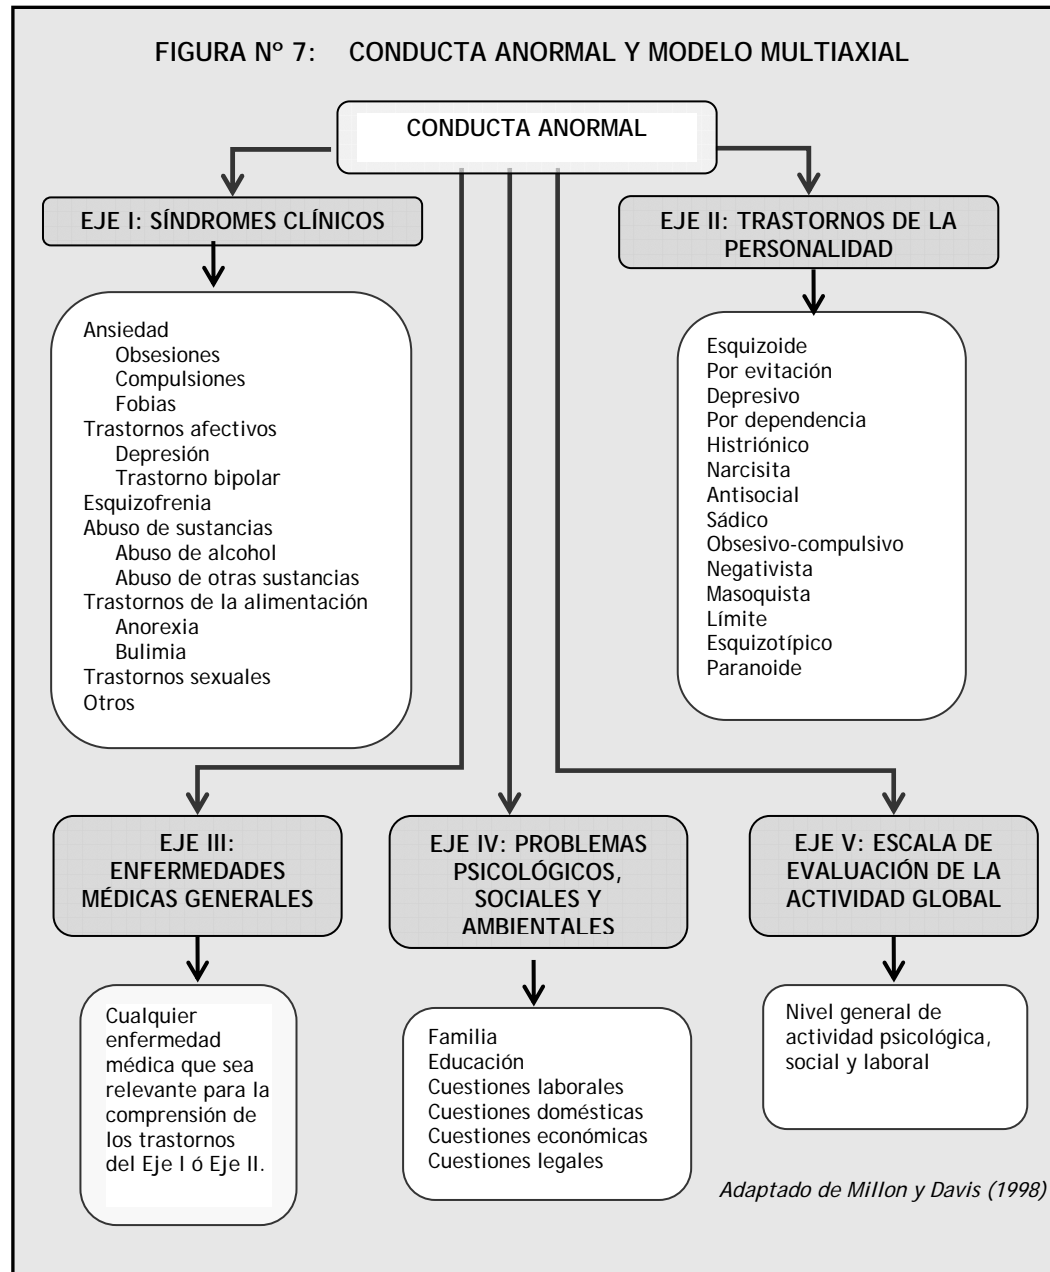 FIGURA Nº 7: CONDUCTA ANORMAL Y MODELO MULTIAXIAL
CONDUCTA ANORMAL
EJE I: SÍNDROMES CLÍNICOS
EJE II: TRASTORNOS DE LA
PERSONALIDAD
Ansiedad
Obsesiones
Compulsiones
Fobias
Trastornos afectivos
Depresión
Trastorno bipolar
Esquizofrenia
Abuso de sustancias
Abuso de alcohol
Abuso de otras sustancias
Trastornos de la alimentación
Anorexia
Bulimia
Trastornos sexuales
Otros
Esquizoide
Por evitación
Depresivo
Por dependencia
Histriónico
Narcisita
Antisocial
Sádico
Obsesivo-compulsivo
Negativista
Masoquista
Límite
Esquizotípico
Paranoide
EJE III:
ENFERMEDADES
MÉDICAS GENERALES
EJE IV: PROBLEMAS
PSICOLÓGICOS,
SOCIALES Y
AMBIENTALES
EJE V: ESCALA DE
EVALUACIÓN DE LA
ACTIVIDAD GLOBAL
Cualquier
enfermedad
médica que sea
relevante para la
comprensión de
los trastornos
del Eje I ó Eje II.
Familia
Educación
Cuestiones laborales
Cuestiones domésticas
Cuestiones económicas
Cuestiones legales
Nivel general de
actividad psicológica,
social y laboral
Adaptado de Millon y Davis (1998)